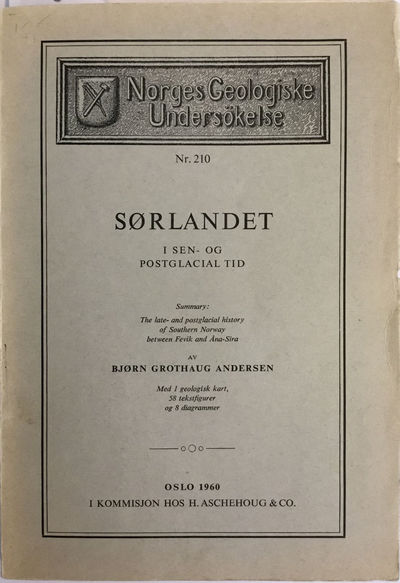 Norges Geologiske
Undersökelse
Nr. 210
SØRLANDET
I SEN- OG
POSTGLACIAL TID
Summary:
The late- and postglacial history
of Southern Norway
between Fevik and Åna-Sira
AV
BJØRN GROTHAUG ANDERSEN
Med 1 geologisk kart,
58 tekstfigurer
og 8 diagrammer
OSLO 1960
I KOMMISJON HOS H. ASCHEHOUG & CO.